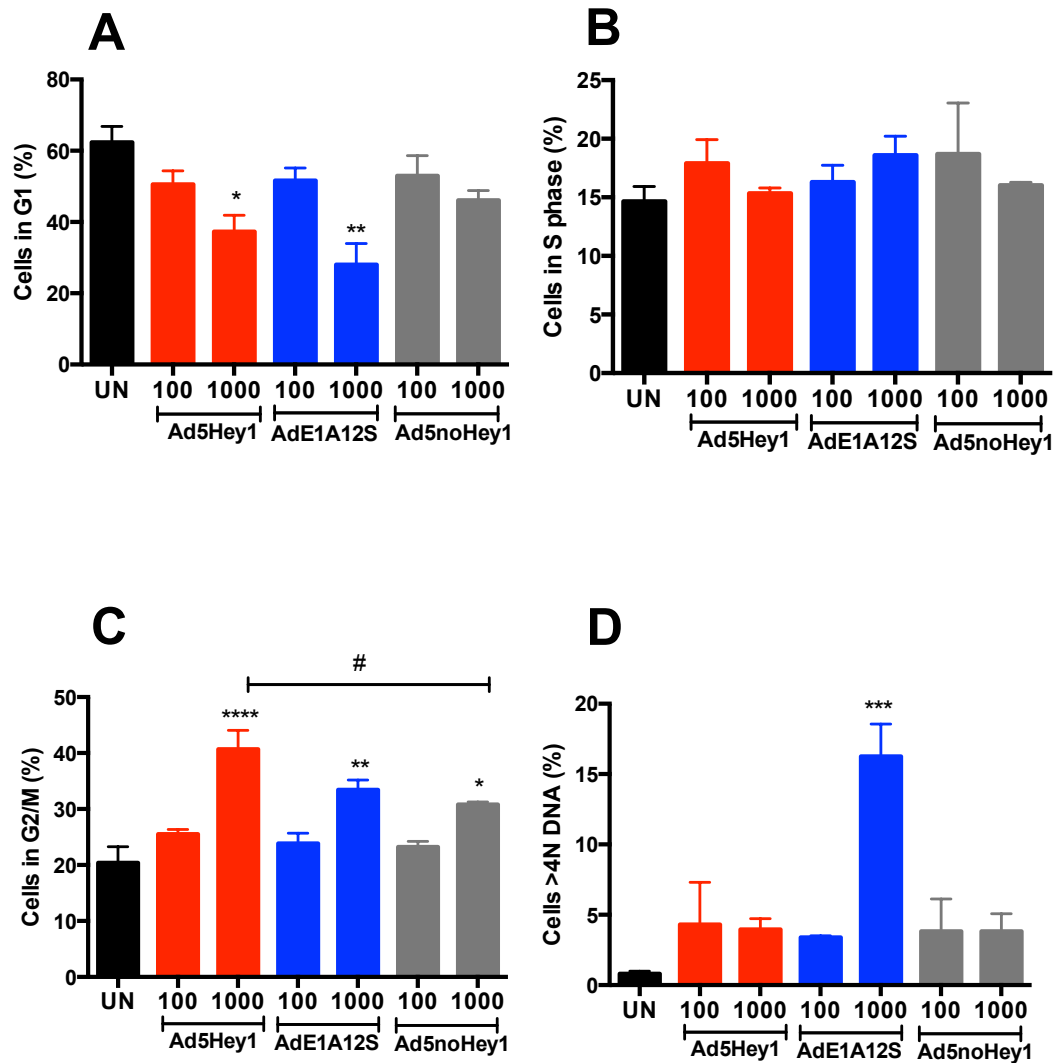 A
Cells in G1 (%)
80
60
40
20
0
*
**
UN 100 1000 100 1000 100 1000
Ad5Hey1 AdE1A12S Ad5noHey1
B
Cells in S phase (%)
25
20
15
10
5
0
UN 100 1000 100 1000 100 1000
Ad5Hey1 AdE1A12S Ad5noHey1
C
Cells in G2/M (%)
#
50
40
30
20
10
0
****
**
*
UN 100 1000 100 1000 100 1000
Ad5Hey1 AdE1A12S Ad5noHey1
D
Cells >4N DNA (%)
20
15
10
5
0
***
UN 100 1000 100 1000 100 1000
Ad5Hey1 AdE1A12S Ad5noHey1